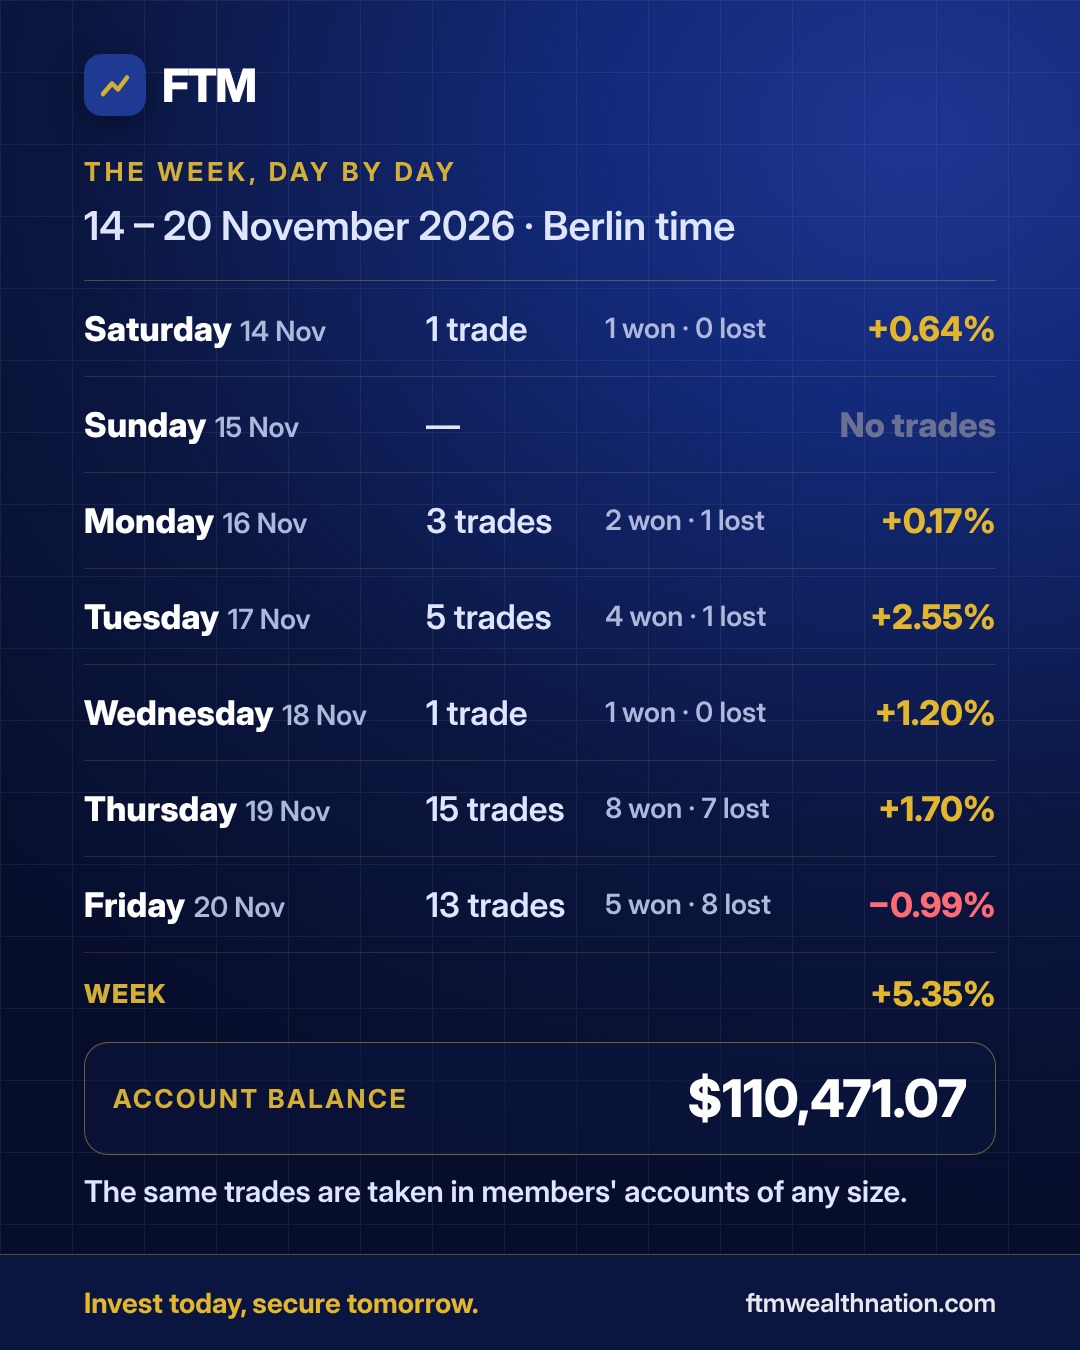 FTM
THE WEEK, DAY BY DAY
14 – 20 November 2026 · Berlin time
Saturday 14 Nov 1 trade 1 won · 0 lost +0.64%
Sunday 15 Nov — No trades
Monday 16 Nov 3 trades 2 won · 1 lost +0.17%
Tuesday 17 Nov 5 trades 4 won · 1 lost +2.55%
Wednesday 18 Nov 1 trade 1 won · 0 lost +1.20%
Thursday 19 Nov 15 trades 8 won · 7 lost +1.70%
Friday 20 Nov 13 trades 5 won · 8 lost −0.99%
WEEK +5.35%
ACCOUNT BALANCE $110,471.07
The same trades are taken in members' accounts of any size.
Invest today, secure tomorrow. ftmwealthnation.com